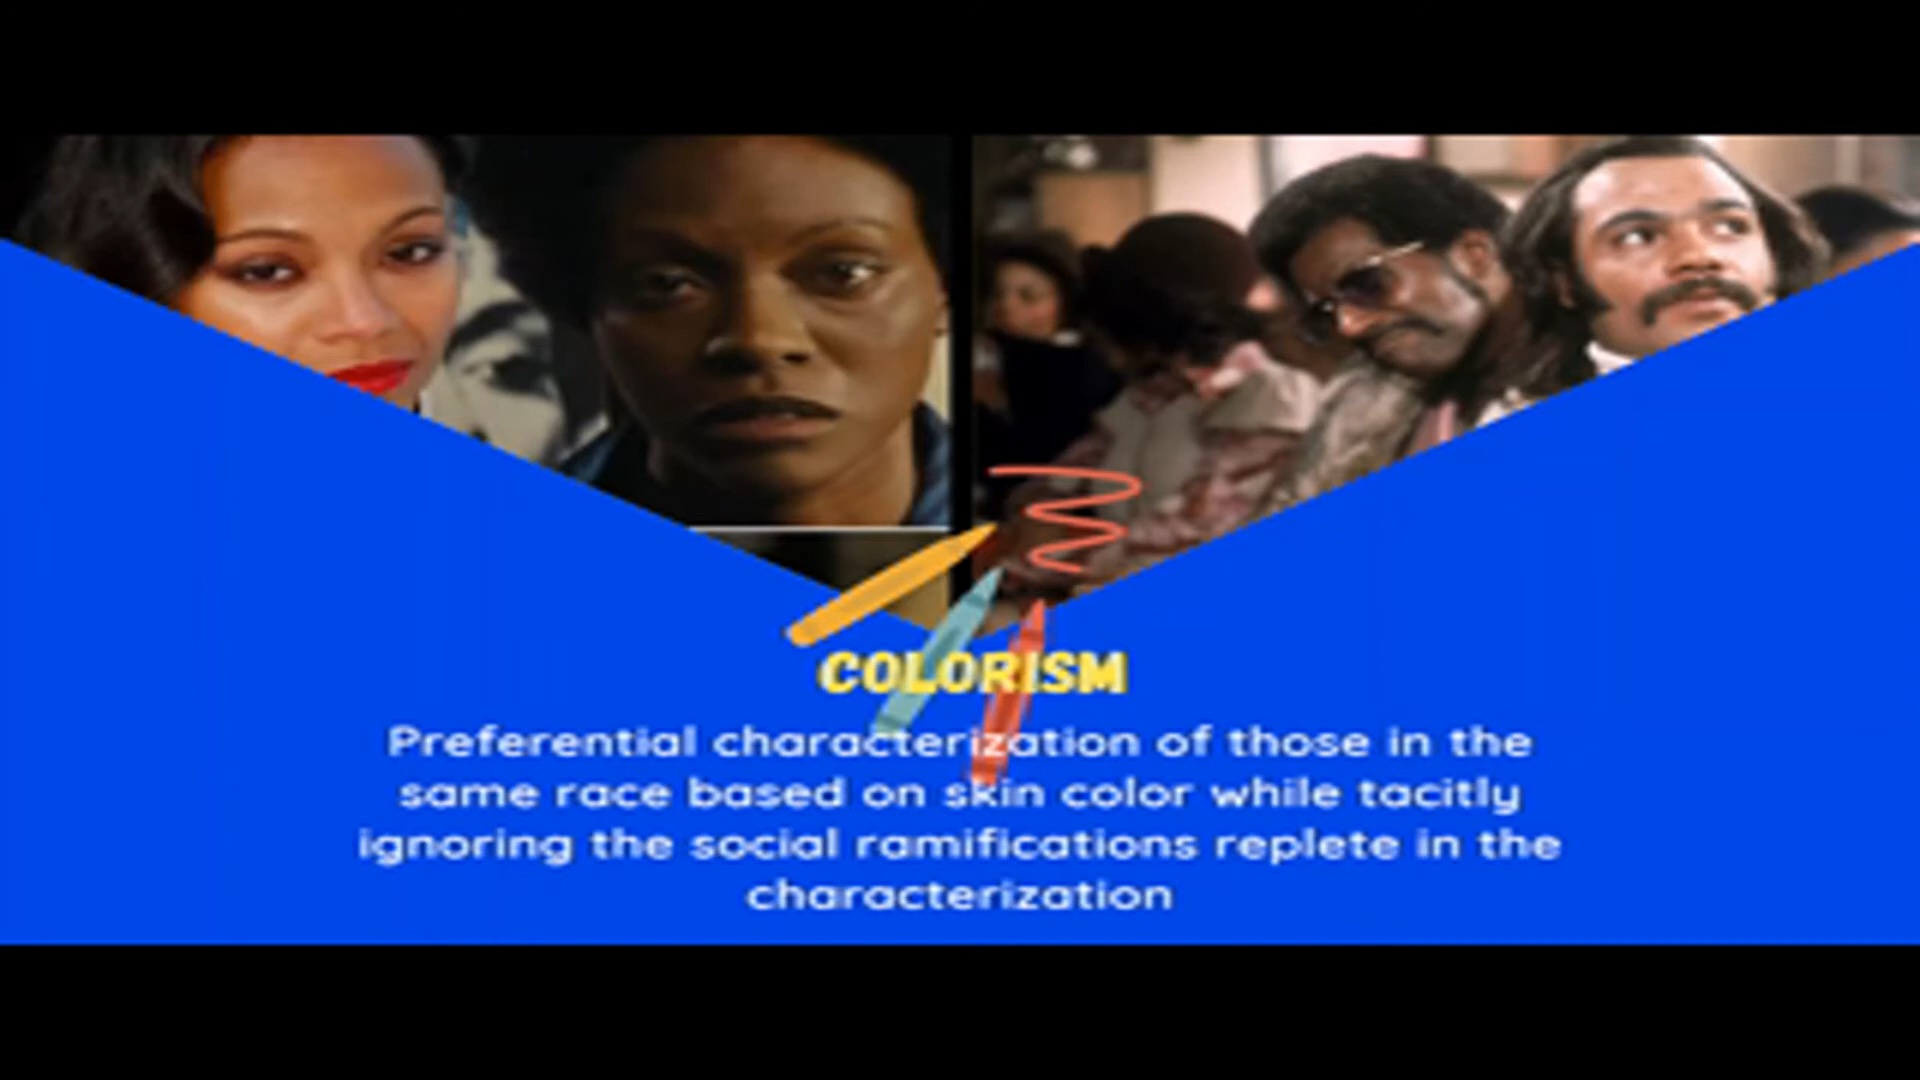 COLORISM
Preferential characterization of those in the
same race based on skin color while tacitly
ignoring the social ramifications replete in the
characterization